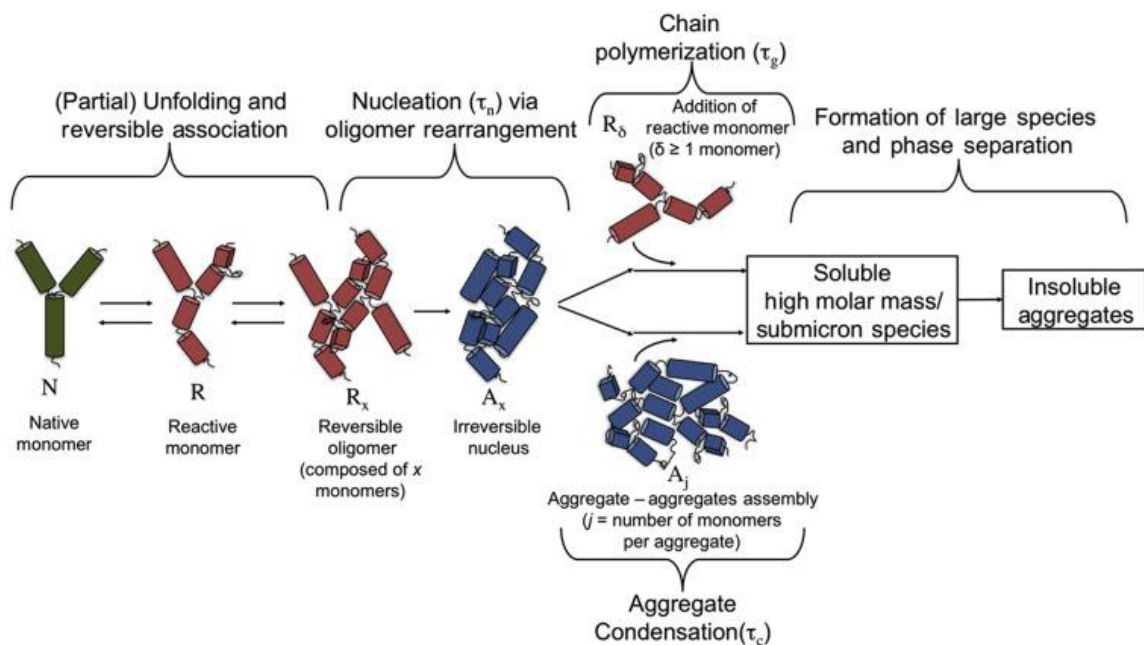 Chain
polymerization (τg)
(Partial) Unfolding and
reversible association
Nucleation (τn) via
oligomer rearrangement
Rδ
Addition of
reactive monomer
(δ ≥ 1 monomer)
Formation of large species
and phase separation
Soluble
high molar mass/
submicron species
Insoluble
aggregates
N
R
Rx
Ax
Native
monomer
Reactive
monomer
Reversible
oligomer
(composed of x
monomers)
Irreversible
nucleus
Aj
Aggregate – aggregates assembly
(j = number of monomers
per aggregate)
Aggregate
Condensation(τc)